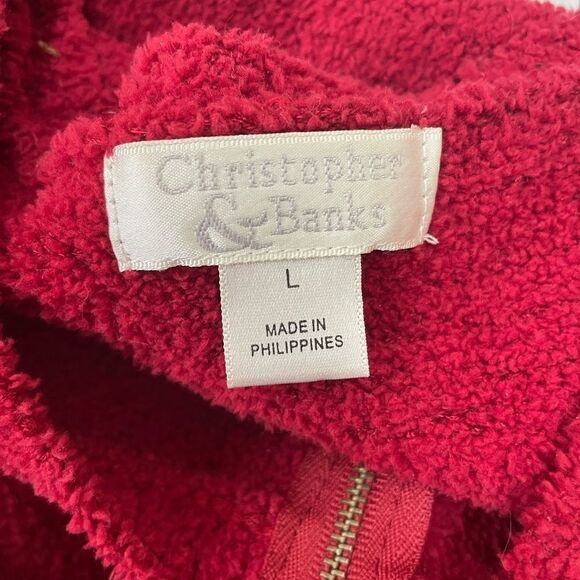 Christopher
& Banks
L
MADE IN
PHILIPPINES